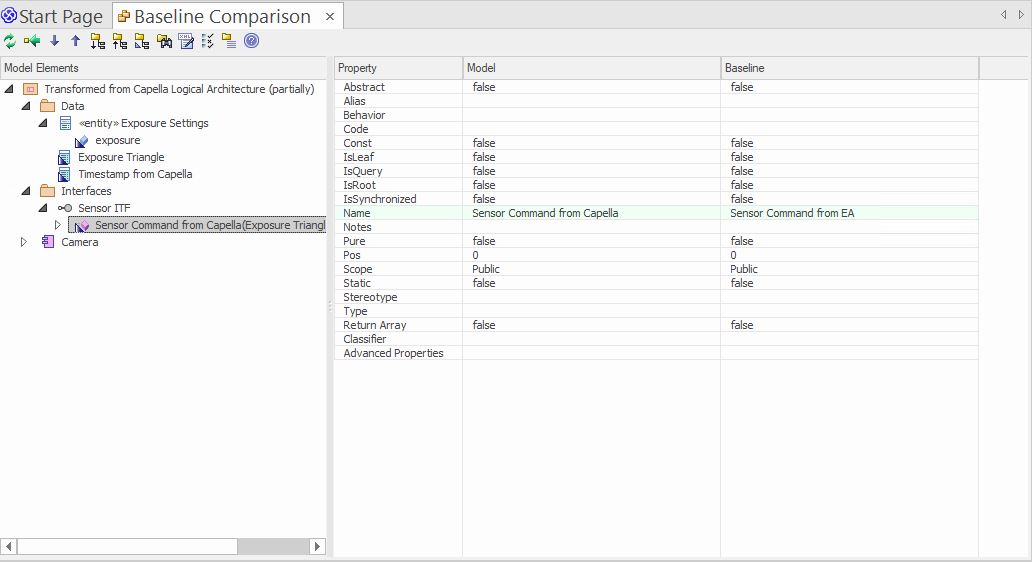 Start Page
Baseline Comparison
Model Elements
Transformed from Capella Logical Architecture (partially)
Data
«entity» Exposure Settings
exposure
Exposure Triangle
Timestamp from Capella
Interfaces
Sensor ITF
Sensor Command from Capella(Exposure Triangl
Camera
Property Model Baseline
Abstract false false
Alias
Behavior
Code
Const false false
IsLeaf false false
IsQuery false false
IsRoot false false
IsSynchronized false false
Name Sensor Command from Capella Sensor Command from EA
Notes
Pure false false
Pos 0 0
Scope Public Public
Static false false
Stereotype
Type
Return Array false false
Classifier
Advanced Properties